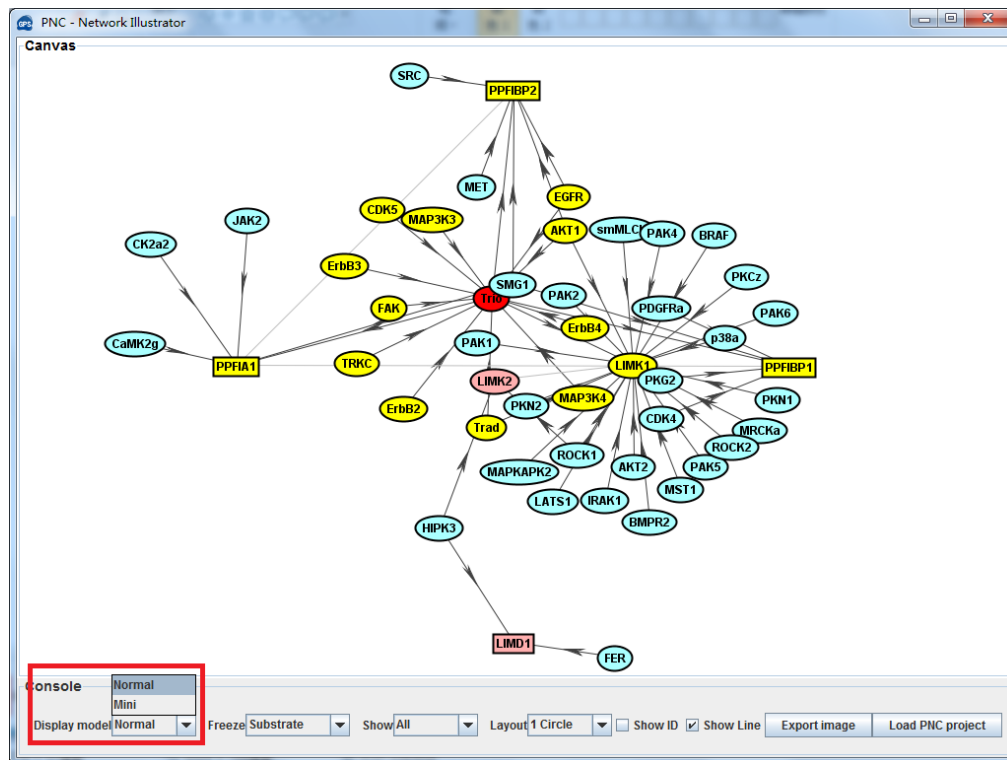 GPS PNC - Network Illustrator
Canvas
SRC
PPFIBP2
MET
EGFR
CDK5
MAP3K3
JAK2
AKT1
smMLC
PAK4
BRAF
CK2a2
ErbB3
PKCz
SMG1
Trio
PAK2
FAK
PDGFRa
PAK6
ErbB4
CaMK2g
PAK1
p38a
PPFIA1
TRKC
LIMK1
PPFIBP1
LIMK2
PKG2
ErbB2
PKN2
MAP3K4
PKN1
CDK4
Trad
MRCKa
ROCK2
ROCK1
MAPKAPK2
AKT2
PAK5
LATS1
IRAK1
MST1
HIPK3
BMPR2
LIMD1
FER
Console
Normal
Mini
Display model Normal Freeze Substrate Show All Layout 1 Circle Show ID Show Line Export image Load PNC project